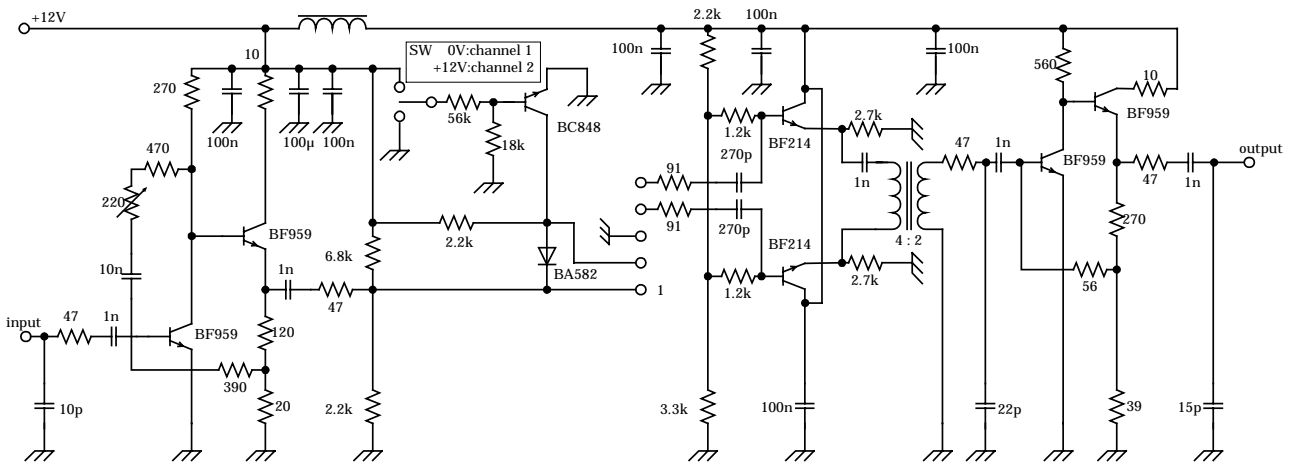 +12V
2.2k
100n
10
100n
100n
SW 0V:channel 1
+12V:channel 2
270
560
10
56k
BC848
BF959
100n
100µ
100n
18k
1.2k
BF214
2.7k
470
270p
47
1n
BF959
output
91
1n
47
1n
220
91
270p
270
BF959
2.2k
BF214
4 : 2
10n
6.8k
BA582
56
1n
47
1
1.2k
2.7k
input
47
1n
BF959
120
390
10p
20
2.2k
3.3k
100n
22p
39
15p